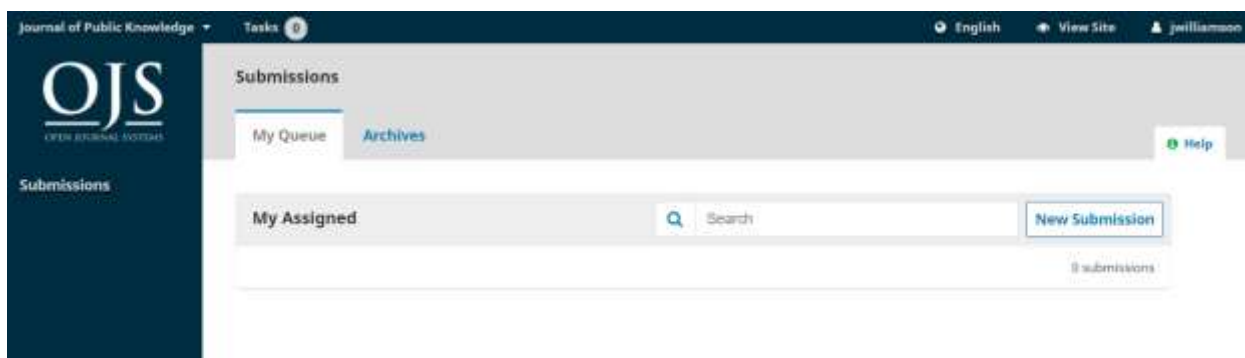 Journal of Public Knowledge Tasks 0 English View Site jwilliamson
OJS
OPEN JOURNAL SYSTEMS
Submissions
My Queue Archives
Help
Submissions
My Assigned Search New Submission
0 submissions